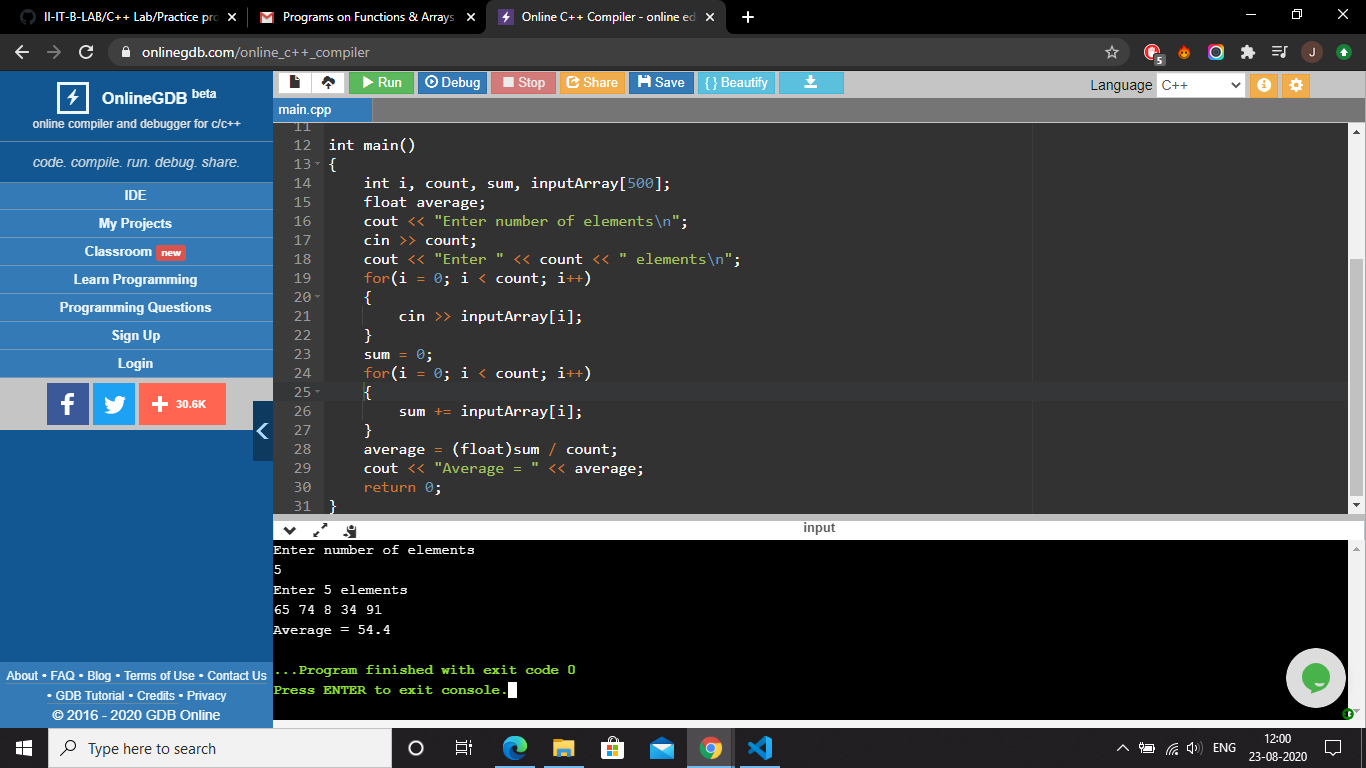 II-IT-B-LAB/C++ Lab/Practice pro
Programs on Functions & Arrays
Online C++ Compiler - online ed
onlinegdb.com/online_c++_compiler
5
J
OnlineGDB beta
online compiler and debugger for c/c++
code. compile. run. debug. share.
IDE
My Projects
Classroom new
Learn Programming
Programming Questions
Sign Up
Login
f
30.6K
About • FAQ • Blog • Terms of Use • Contact Us
• GDB Tutorial • Credits • Privacy
© 2016 - 2020 GDB Online
Run
Debug
Stop
Share
Save
{ } Beautify
Language C++
main.cpp
11
12 int main()
13 {
14     int i, count, sum, inputArray[500];
15     float average;
16     cout << "Enter number of elements\n";
17     cin >> count;
18     cout << "Enter " << count << " elements\n";
19     for(i = 0; i < count; i++)
20     {
21         cin >> inputArray[i];
22     }
23     sum = 0;
24     for(i = 0; i < count; i++)
25     {
26         sum += inputArray[i];
27     }
28     average = (float)sum / count;
29     cout << "Average = " << average;
30     return 0;
31 }
input
Enter number of elements
5
Enter 5 elements
65 74 8 34 91
Average = 54.4
...Program finished with exit code 0
Press ENTER to exit console.
Type here to search
ENG
12:00
23-08-2020